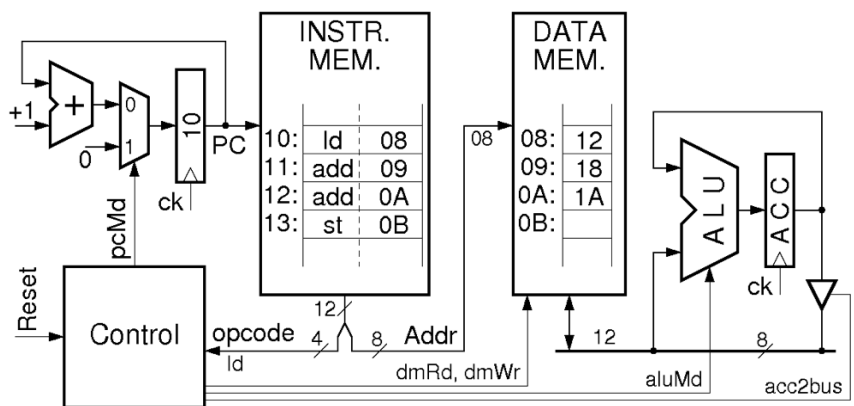 INSTR.
MEM.
DATA
MEM.
+1
+
0
0
1
10
PC
ck
pcMd
10: ld 08
11: add 09
12: add 0A
13: st 0B
08
08: 12
09: 18
0A: 1A
0B:
ALU
ACC
ck
Reset
Control
12
opcode
4
ld
8
Addr
dmRd, dmWr
12
8
aluMd
acc2bus